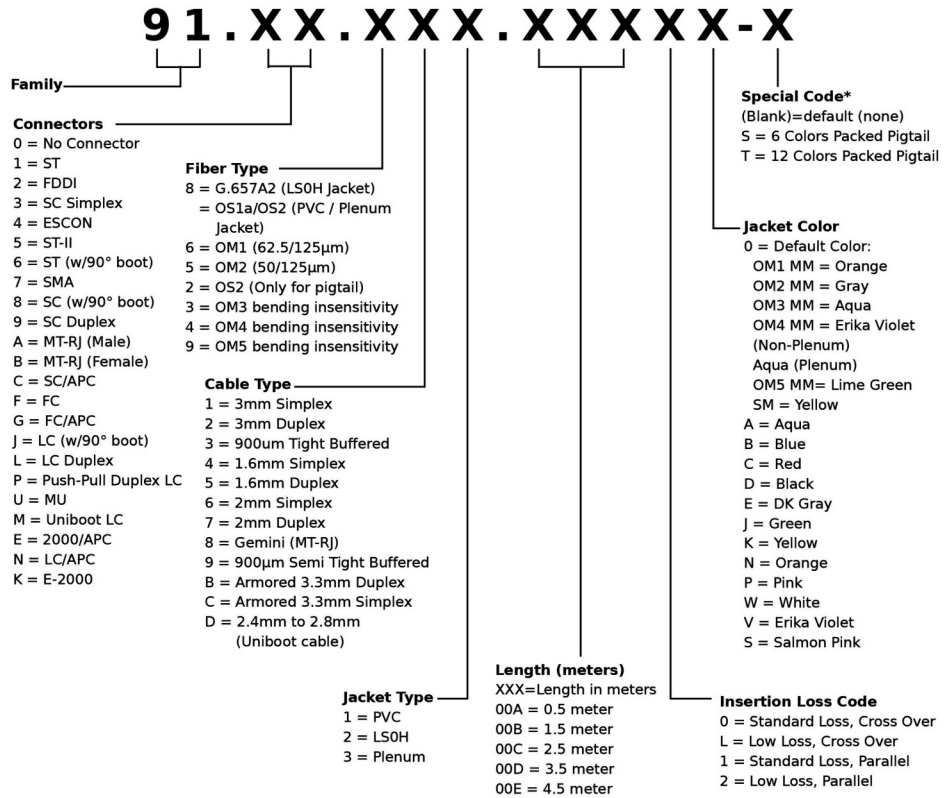 91.XX.XXX.XXXXX-X
Family
Connectors
0 = No Connector
1 = ST
2 = FDDI
3 = SC Simplex
4 = ESCON
5 = ST-II
6 = ST (w/90° boot)
7 = SMA
8 = SC (w/90° boot)
9 = SC Duplex
A = MT-RJ (Male)
B = MT-RJ (Female)
C = SC/APC
F = FC
G = FC/APC
J = LC (w/90° boot)
L = LC Duplex
P = Push-Pull Duplex LC
U = MU
M = Uniboot LC
E = 2000/APC
N = LC/APC
K = E-2000
Fiber Type
8 = G.657A2 (LS0H Jacket)
= OS1a/OS2 (PVC / Plenum
Jacket)
6 = OM1 (62.5/125µm)
5 = OM2 (50/125µm)
2 = OS2 (Only for pigtail)
3 = OM3 bending insensitivity
4 = OM4 bending insensitivity
9 = OM5 bending insensitivity
Cable Type
1 = 3mm Simplex
2 = 3mm Duplex
3 = 900um Tight Buffered
4 = 1.6mm Simplex
5 = 1.6mm Duplex
6 = 2mm Simplex
7 = 2mm Duplex
8 = Gemini (MT-RJ)
9 = 900µm Semi Tight Buffered
B = Armored 3.3mm Duplex
C = Armored 3.3mm Simplex
D = 2.4mm to 2.8mm
(Uniboot cable)
Jacket Type
1 = PVC
2 = LS0H
3 = Plenum
Length (meters)
XXX=Length in meters
00A = 0.5 meter
00B = 1.5 meter
00C = 2.5 meter
00D = 3.5 meter
00E = 4.5 meter
Insertion Loss Code
0 = Standard Loss, Cross Over
L = Low Loss, Cross Over
1 = Standard Loss, Parallel
2 = Low Loss, Parallel
Jacket Color
0 = Default Color:
OM1 MM = Orange
OM2 MM = Gray
OM3 MM = Aqua
OM4 MM = Erika Violet
(Non-Plenum)
Aqua (Plenum)
OM5 MM= Lime Green
SM = Yellow
A = Aqua
B = Blue
C = Red
D = Black
E = DK Gray
J = Green
K = Yellow
N = Orange
P = Pink
W = White
V = Erika Violet
S = Salmon Pink
Special Code*
(Blank)=default (none)
S = 6 Colors Packed Pigtail
T = 12 Colors Packed Pigtail